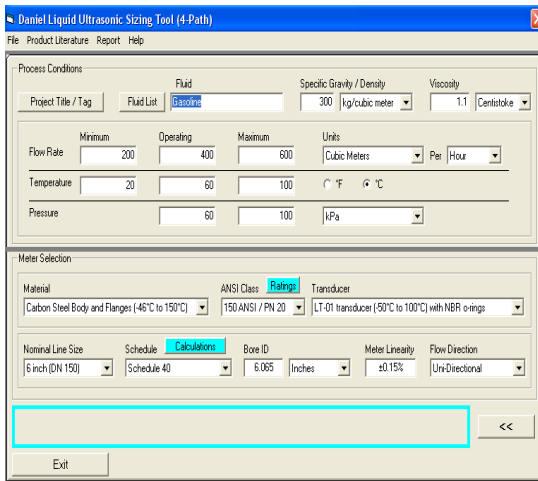 Daniel Liquid Ultrasonic Sizing Tool (4-Path)
File Product Literature Report Help
Process Conditions
Fluid Specific Gravity / Density Viscosity
Project Title / Tag Fluid List Gasoline 300 kg/cubic meter 1.1 Centistoke
Minimum Operating Maximum Units
Flow Rate 200 400 600 Cubic Meters Per Hour
Temperature 20 60 100 °F °C
Pressure 60 100 kPa
Meter Selection
Material ANSI Class Ratings Transducer
Carbon Steel Body and Flanges (-46°C to 150°C) 150 ANSI / PN 20 LT-01 transducer (-50°C to 100°C) with NBR o-rings
Nominal Line Size Schedule Calculations Bore ID Meter Linearity Flow Direction
6 inch (DN 150) Schedule 40 6.065 Inches ±0.15% Uni-Directional
<<
Exit